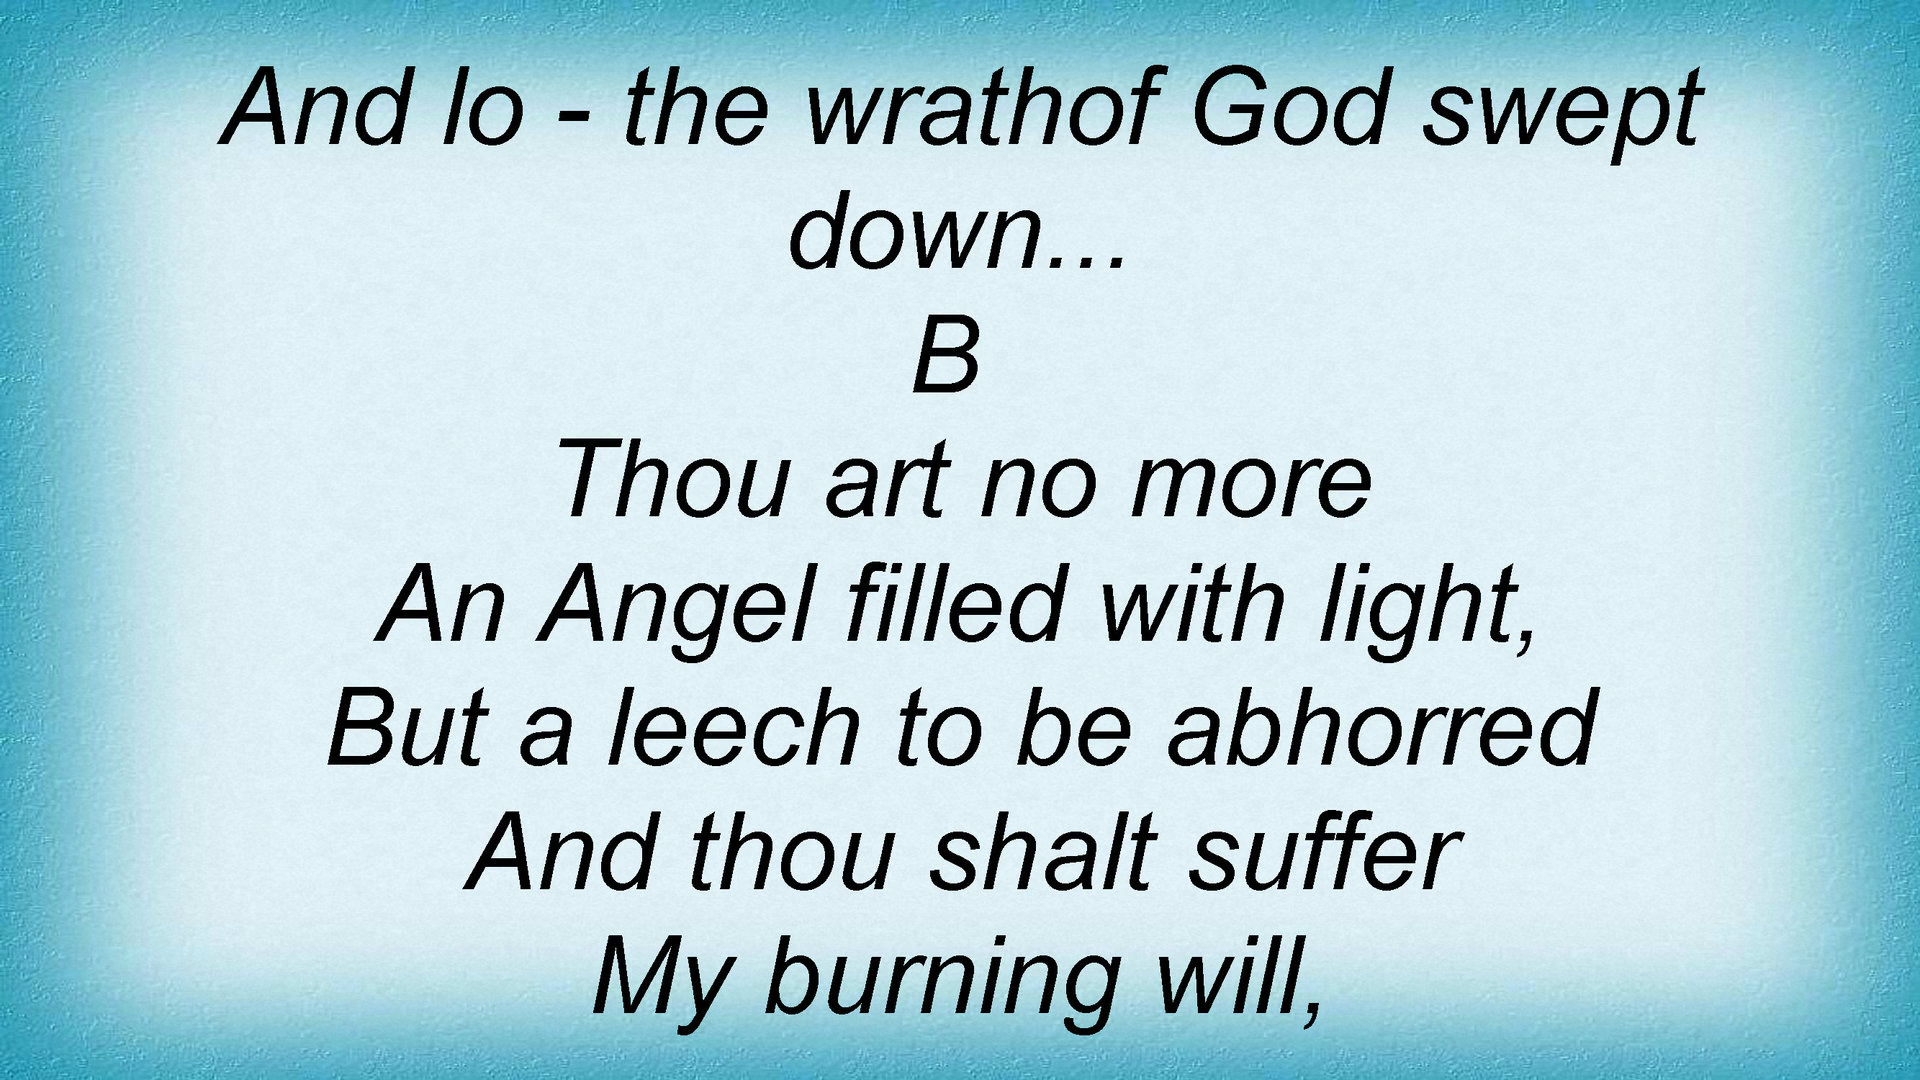 And lo - the wrathof God swept
down...
B
Thou art no more
An Angel filled with light,
But a leech to be abhorred
And thou shalt suffer
My burning will,